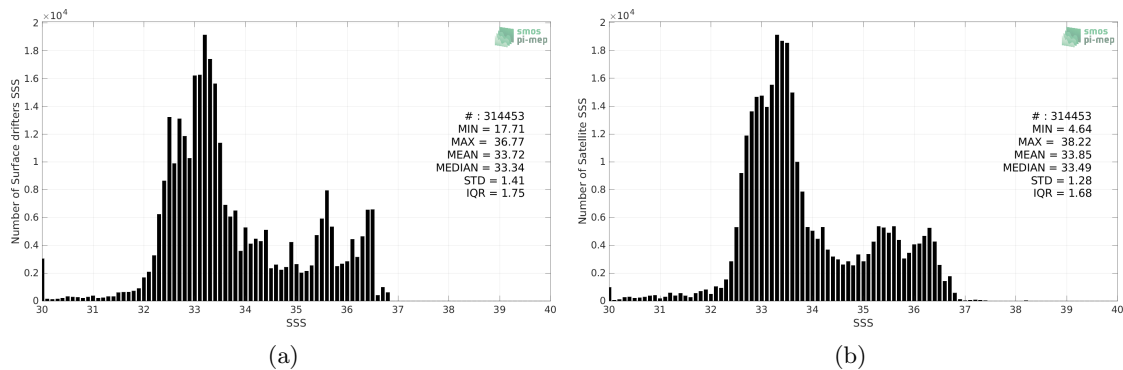 ×10^4
2
1.8
1.6
1.4
1.2
1
0.8
0.6
0.4
0.2
0
Number of Surface drifters SSS
smos
pi-mep
# : 314453
MIN = 17.71
MAX = 36.77
MEAN = 33.72
MEDIAN = 33.34
STD = 1.41
IQR = 1.75
30 31 32 33 34 35 36 37 38 39 40
SSS
(a)
×10^4
2
1.8
1.6
1.4
1.2
1
0.8
0.6
0.4
0.2
0
Number of Satellite SSS
smos
pi-mep
# : 314453
MIN = 4.64
MAX = 38.22
MEAN = 33.85
MEDIAN = 33.49
STD = 1.28
IQR = 1.68
30 31 32 33 34 35 36 37 38 39 40
SSS
(b)